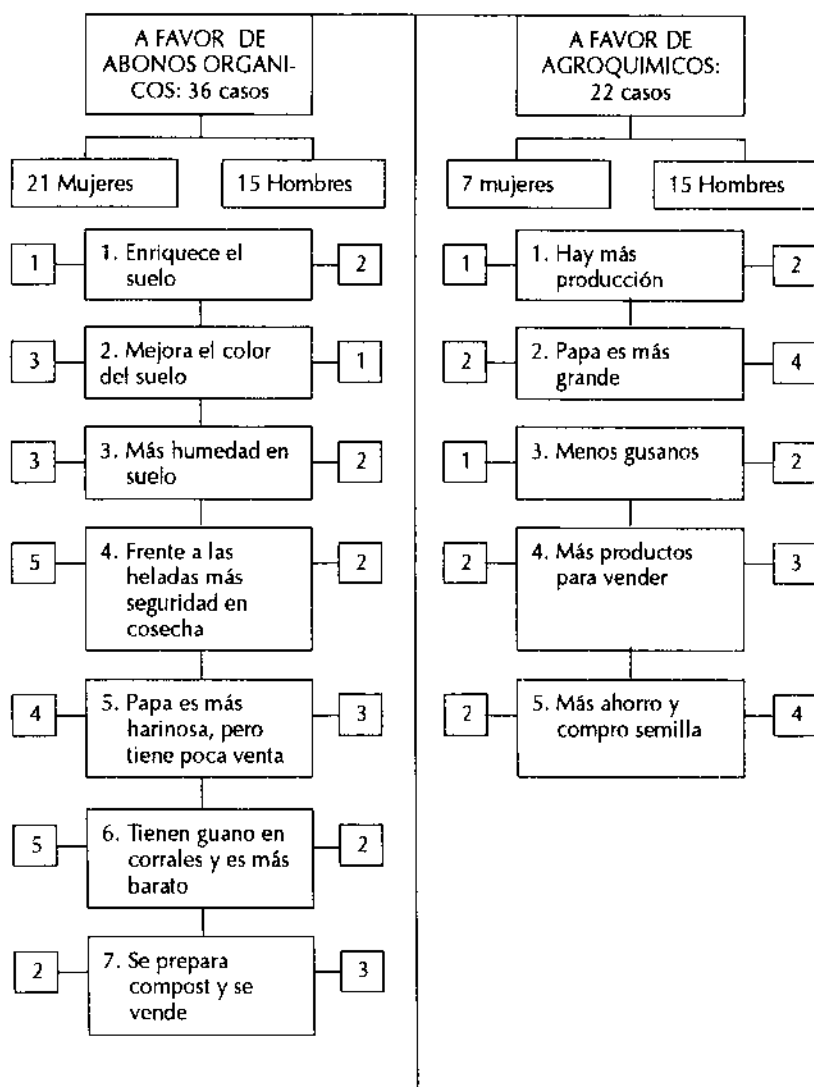 A FAVOR DE
ABONOS ORGANI-
COS: 36 casos
21 Mujeres
15 Hombres
1
1. Enriquece el
suelo
2
3
2. Mejora el color
del suelo
1
3
3. Más humedad en
suelo
2
5
4. Frente a las
heladas más
seguridad en
cosecha
2
4
5. Papa es más
harinosa, pero
tiene poca venta
3
5
6. Tienen guano en
corrales y es más
barato
2
2
7. Se prepara
compost y se
vende
3
A FAVOR DE
AGROQUIMICOS:
22 casos
7 mujeres
15 Hombres
1
1. Hay más
producción
2
2
2. Papa es más
grande
4
1
3. Menos gusanos
2
2
4. Más productos
para vender
3
2
5. Más ahorro y
compro semilla
4